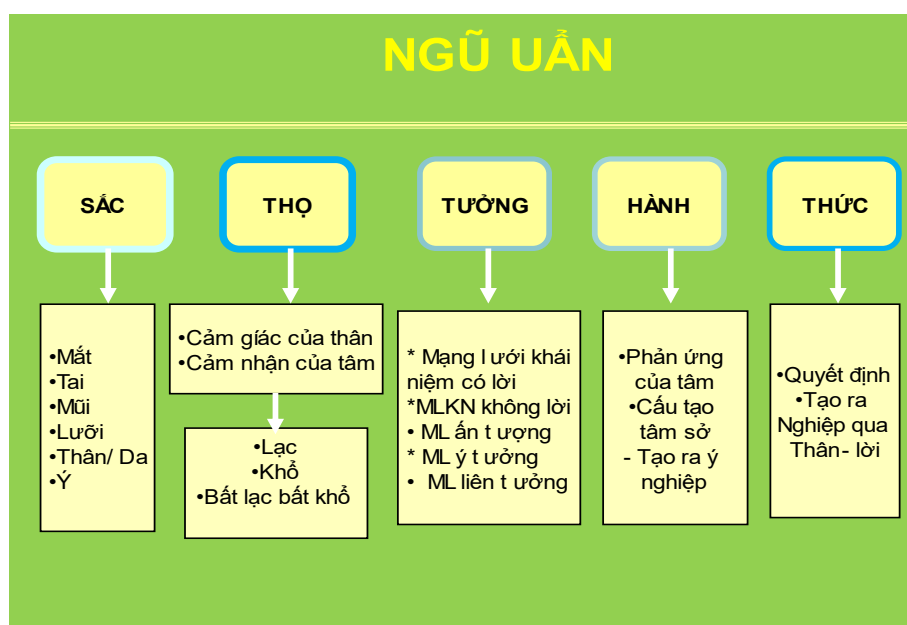 NGŨ UẨN
SẮC
THỌ
TƯỞNG
HÀNH
THỨC
•Mắt
•Tai
•Mũi
•Lưỡi
•Thân/ Da
•Ý
•Cảm gíác của thân
•Cảm nhận của tâm
•Lạc
•Khổ
•Bất lạc bất khổ
* Mạng lưới khái
niệm có lời
*MLKN không lời
• ML ấn tượng
* ML ý tưởng
• ML liên tưởng
•Phản ứng
của tâm
•Cấu tạo
tâm sở
- Tạo ra ý
nghiệp
•Quyết định
•Tạo ra
Nghiệp qua
Thân- lời